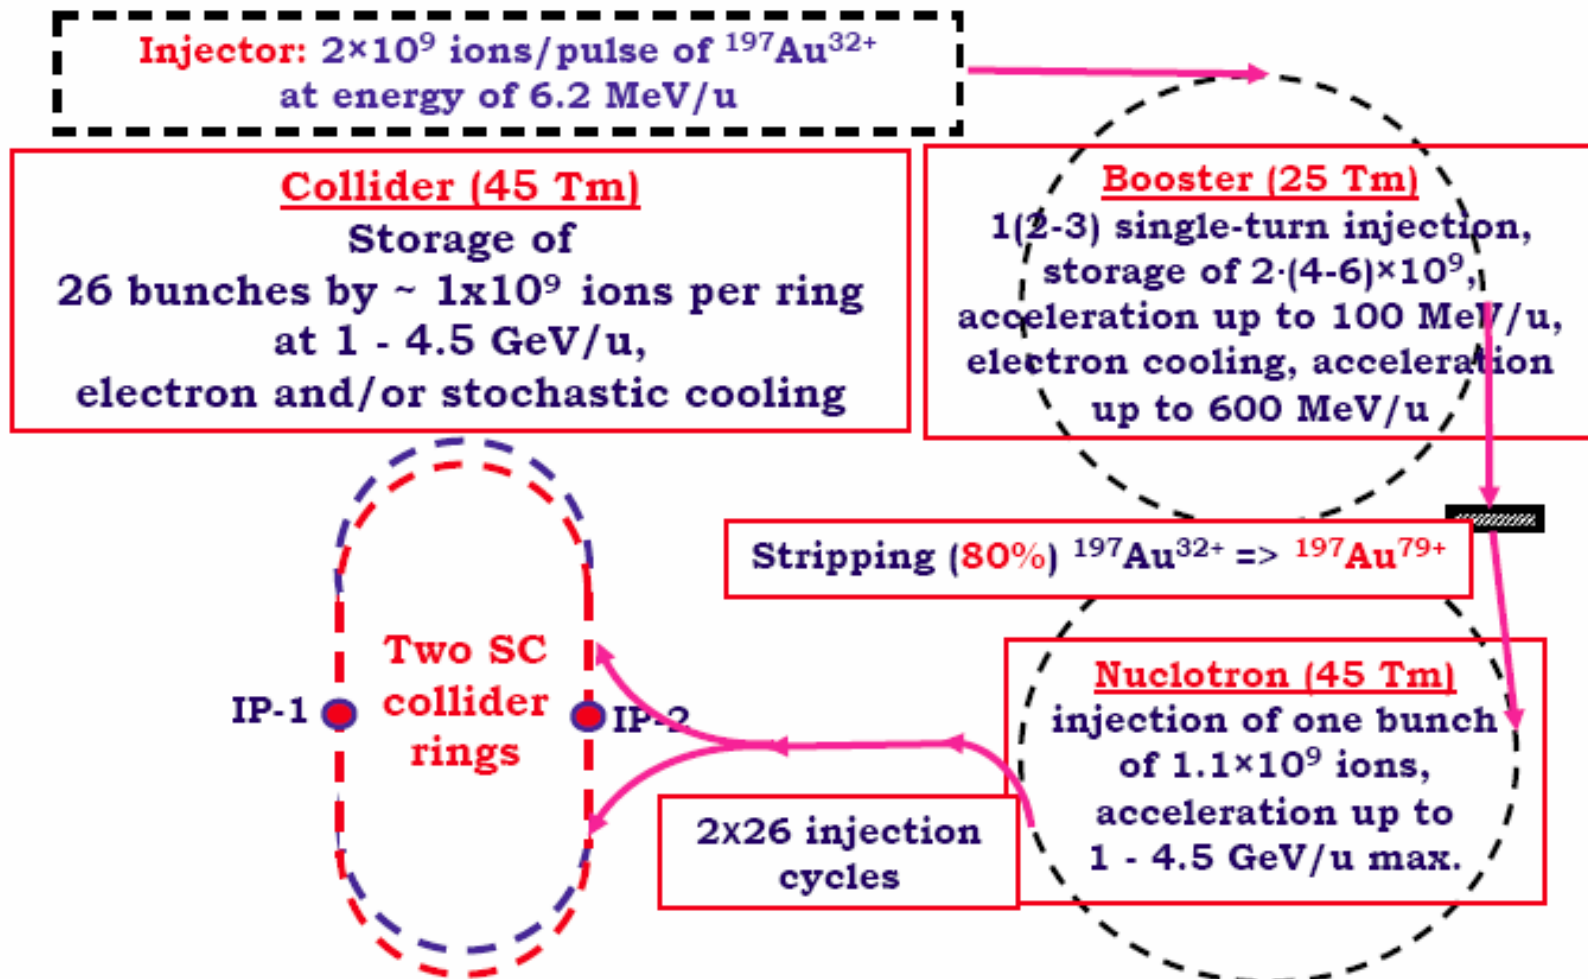 Injector: 2×10⁹ ions/pulse of ¹⁹⁷Au³²⁺
at energy of 6.2 MeV/u
Collider (45 Tm)
Storage of
26 bunches by ~ 1x10⁹ ions per ring
at 1 - 4.5 GeV/u,
electron and/or stochastic cooling
Booster (25 Tm)
1(2-3) single-turn injection,
storage of 2·(4-6)×10⁹,
acceleration up to 100 MeV/u,
electron cooling, acceleration
up to 600 MeV/u
Stripping (80%) ¹⁹⁷Au³²⁺ => ¹⁹⁷Au⁷⁹⁺
Two SC
collider
rings
IP-1
IP-2
Nuclotron (45 Tm)
injection of one bunch
of 1.1×10⁹ ions,
acceleration up to
1 - 4.5 GeV/u max.
2x26 injection
cycles